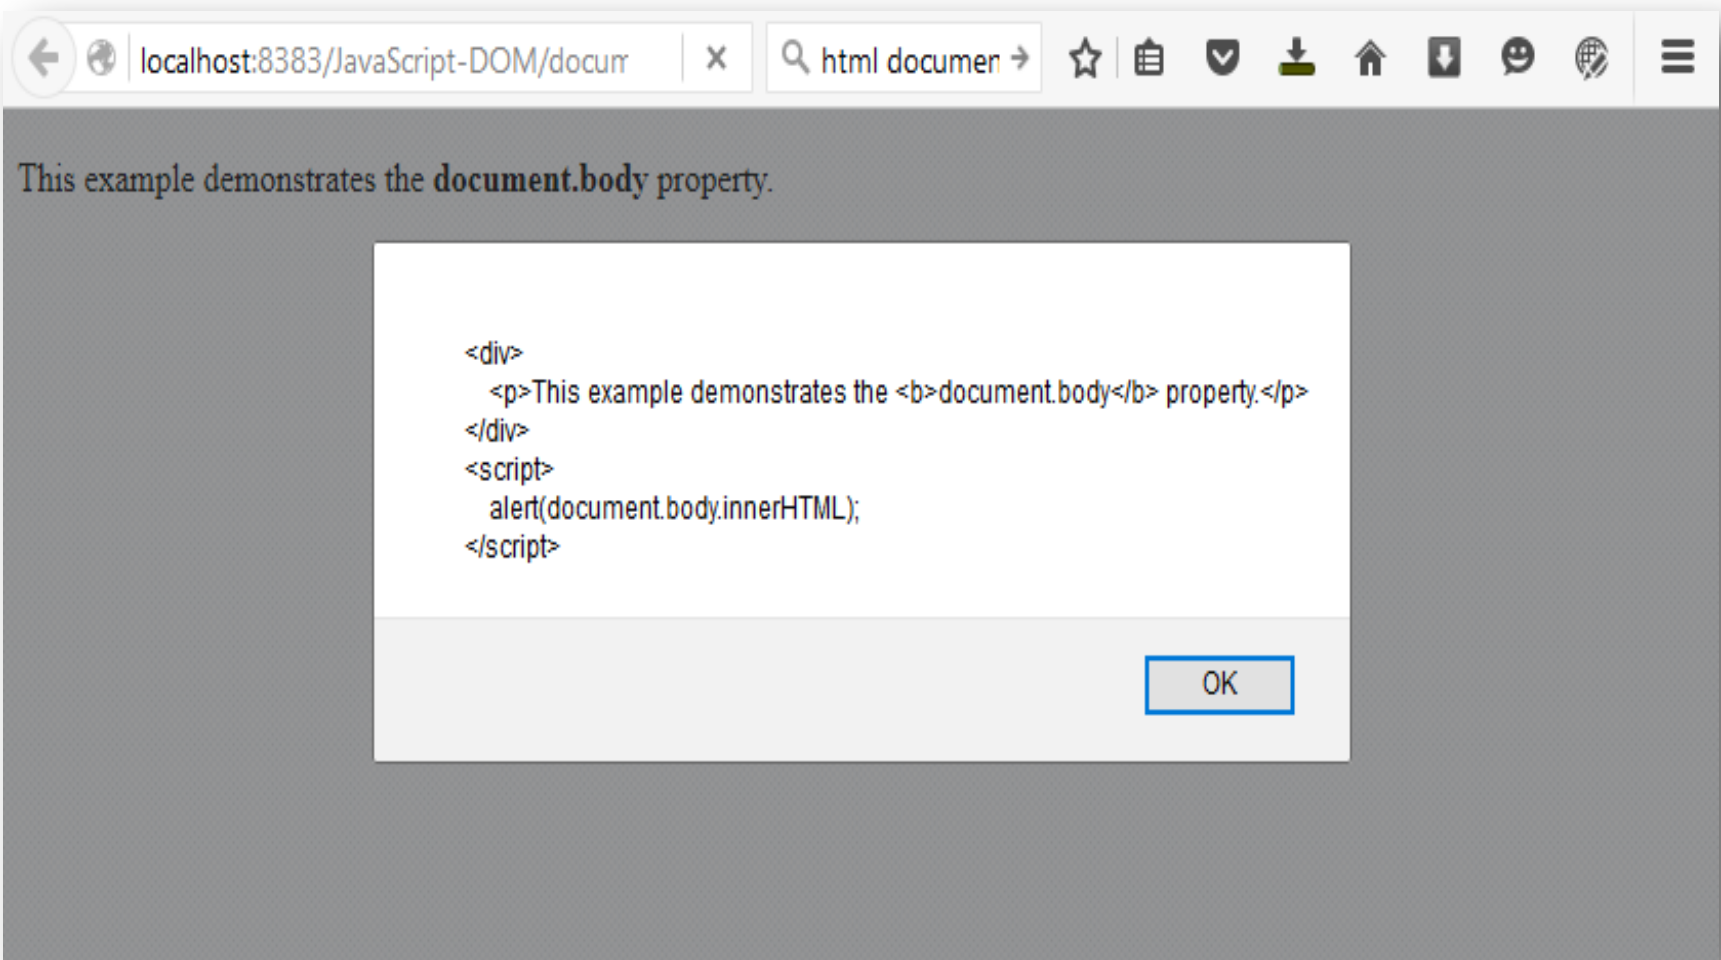 localhost:8383/JavaScript-DOM/docum
html documen
This example demonstrates the document.body property.
<div>
<p>This example demonstrates the <b>document.body</b> property.</p>
</div>
<script>
alert(document.body.innerHTML);
</script>
OK